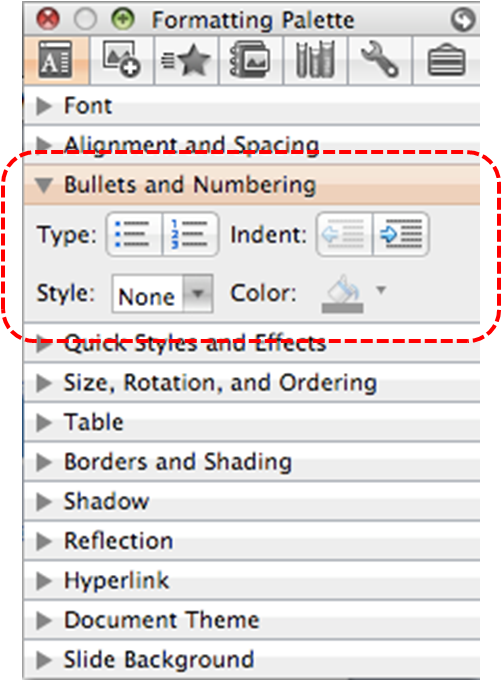 Formatting Palette
Font
Alignment and Spacing
Bullets and Numbering
Type: Indent:
Style: None Color:
Quick Styles and Effects
Size, Rotation, and Ordering
Table
Borders and Shading
Shadow
Reflection
Hyperlink
Document Theme
Slide Background